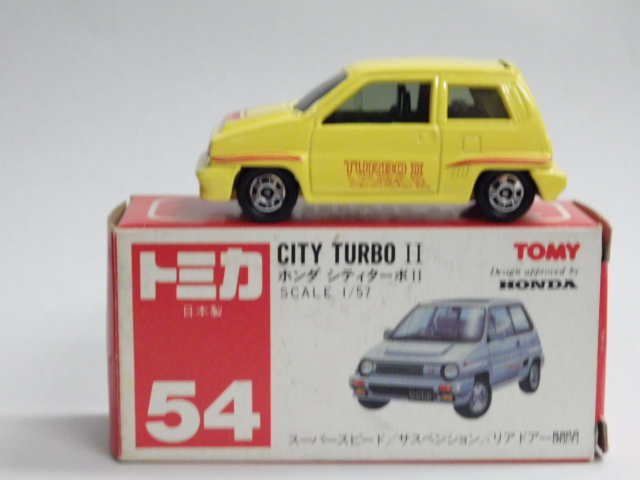 TURBO II
トミカ
日本製
54
CITY TURBO II
ホンダ シティターボII
SCALE 1/57
TOMY
Design approved by
HONDA
スーパースピード/サスペンション/リアドアー開閉